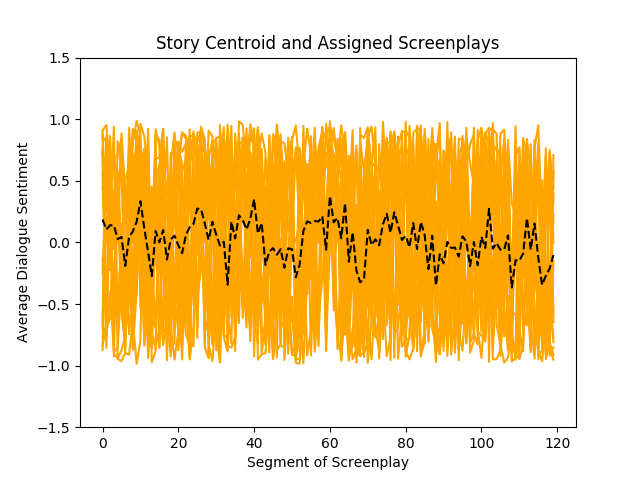 Story Centroid and Assigned Screenplays
1.5
1.0
0.5
0.0
−0.5
−1.0
−1.5
Average Dialogue Sentiment
0 20 40 60 80 100 120
Segment of Screenplay